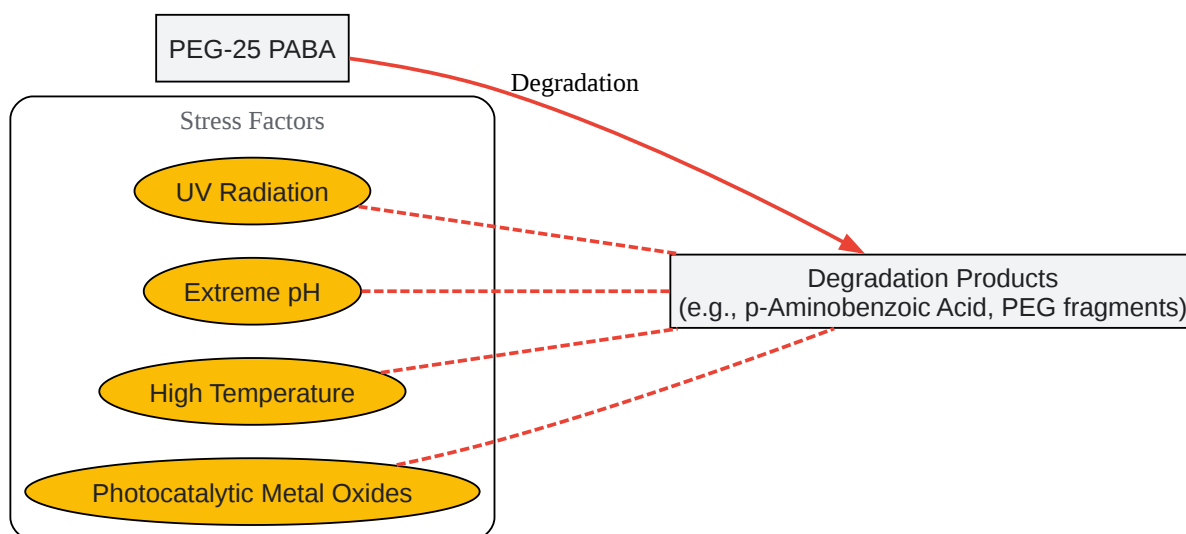 PEG-25 PABA
Degradation
Stress Factors
UV Radiation
Extreme pH
High Temperature
Photocatalytic Metal Oxides
Degradation Products
(e.g., p-Aminobenzoic Acid, PEG fragments)